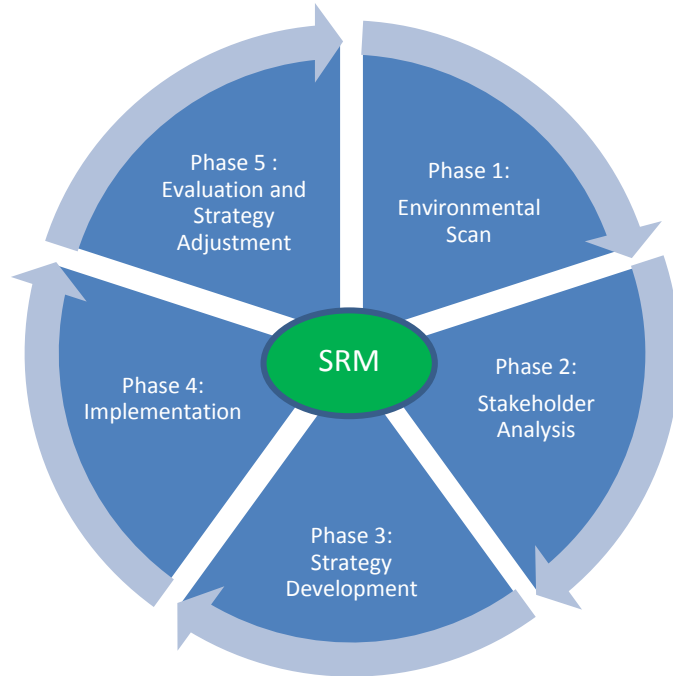 Phase 1:
Environmental
Scan
Phase 2:
Stakeholder
Analysis
Phase 3:
Strategy
Development
Phase 4:
Implementation
Phase 5 :
Evaluation and
Strategy
Adjustment
SRM